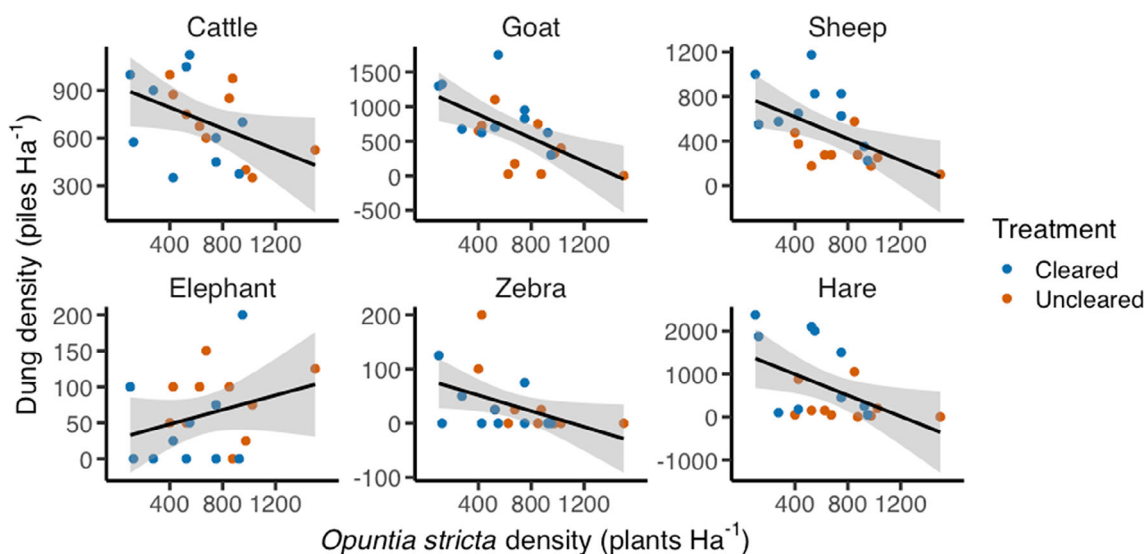 Cattle Goat Sheep
900
600
300
400 800 1200
1500
1000
500
0
-500
400 800 1200
1200
800
400
0
400 800 1200
Elephant Zebra Hare
200
150
100
50
0
400 800 1200
200
100
0
-100
400 800 1200
2000
1000
0
-1000
400 800 1200
Dung density (piles Ha⁻¹)
Opuntia stricta density (plants Ha⁻¹)
Treatment
Cleared
Uncleared